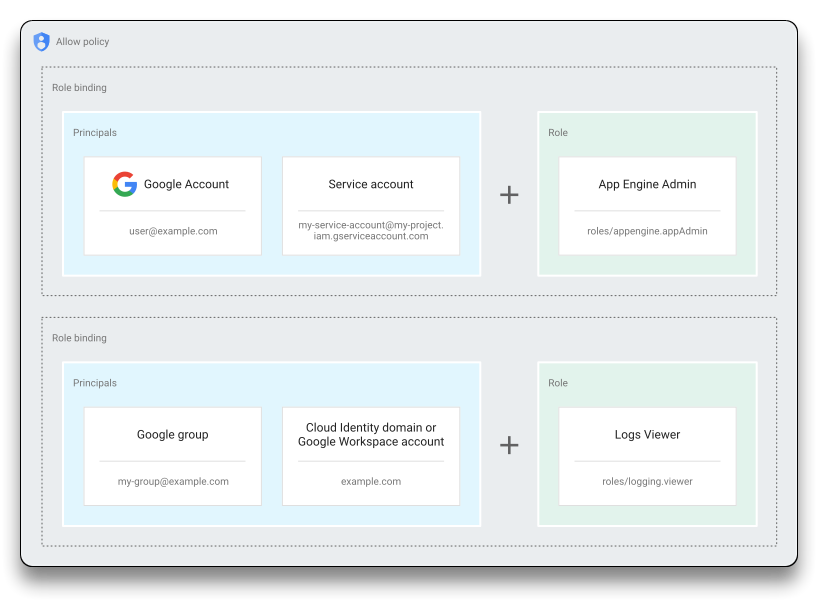 Allow policy
Role binding
Principals
Google Account
user@example.com
Service account
my-service-account@my-project.
iam.gserviceaccount.com
+
Role
App Engine Admin
roles/appengine.appAdmin
Role binding
Principals
Google group
my-group@example.com
Cloud Identity domain or
Google Workspace account
example.com
+
Role
Logs Viewer
roles/logging.viewer